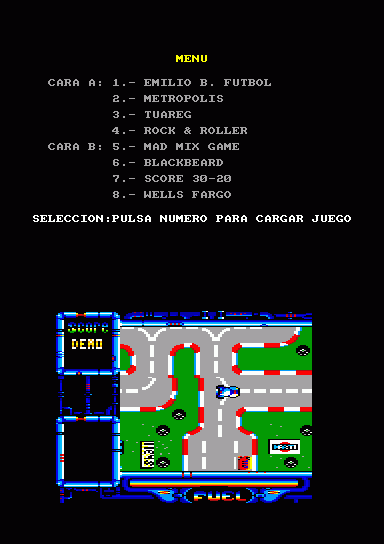 MENU
CARA A: 1.- EMILIO B. FUTBOL
2.- METROPOLIS
3.- TUAREG
4.- ROCK & ROLLER
CARA B: 5.- MAD MIX GAME
6.- BLACKBEARD
7.- SCORE 30-20
8.- WELLS FARGO
SELECCION:PULSA NUMERO PARA CARGAR JUEGO
SCORE
DEMO
FUEL